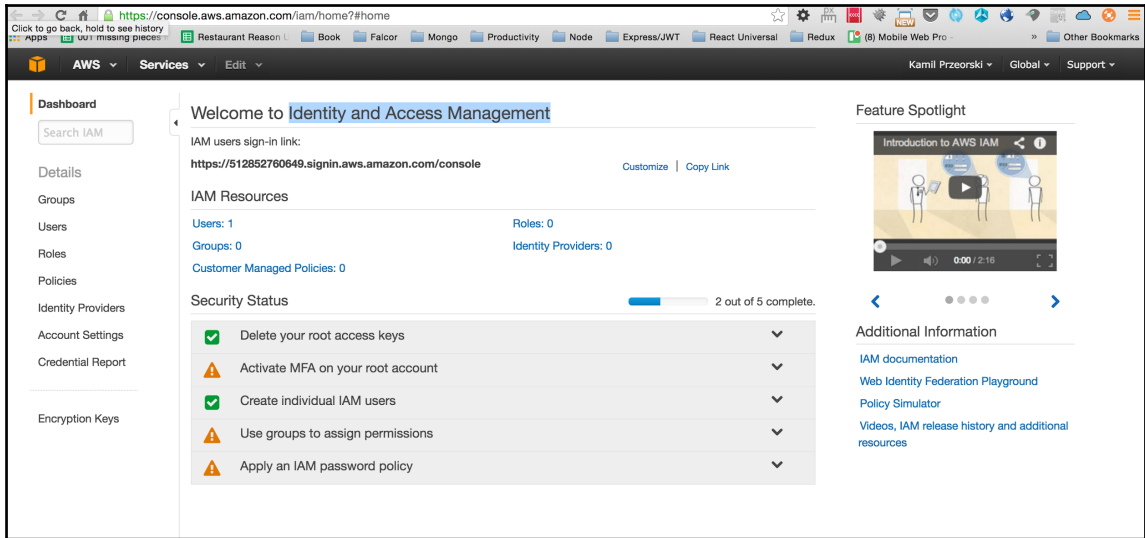 https://console.aws.amazon.com/iam/home?#home
Click to go back, hold to see history
NEW
Apps 001 missing pieces Restaurant Reason U Book Falcor Mongo Productivity Node Express/JWT React Universal Redux (8) Mobile Web Pro - » Other Bookmarks
AWS Services Edit Kamil Przeorski Global Support
Dashboard
Search IAM
Details
Groups
Users
Roles
Policies
Identity Providers
Account Settings
Credential Report
Encryption Keys
Welcome to Identity and Access Management
IAM users sign-in link:
https://512852760649.signin.aws.amazon.com/console Customize | Copy Link
IAM Resources
Users: 1 Roles: 0
Groups: 0 Identity Providers: 0
Customer Managed Policies: 0
Security Status 2 out of 5 complete.
Delete your root access keys
Activate MFA on your root account
Create individual IAM users
Use groups to assign permissions
Apply an IAM password policy
Feature Spotlight
Introduction to AWS IAM
0:00 / 2:16
Additional Information
IAM documentation
Web Identity Federation Playground
Policy Simulator
Videos, IAM release history and additional
resources